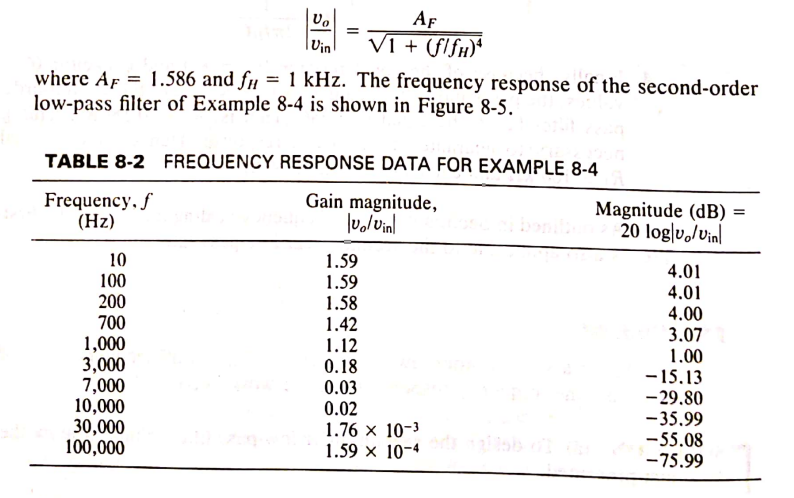 |v_o/v_in| = A_F / √1 + (f/f_H)^4
where A_F = 1.586 and f_H = 1 kHz. The frequency response of the second-order
low-pass filter of Example 8-4 is shown in Figure 8-5.
TABLE 8-2 FREQUENCY RESPONSE DATA FOR EXAMPLE 8-4
Frequency, f (Hz) Gain magnitude, |v_o/v_in| Magnitude (dB) = 20 log|v_o/v_in|
10 1.59 4.01
100 1.59 4.01
200 1.58 4.00
700 1.42 3.07
1,000 1.12 1.00
3,000 0.18 −15.13
7,000 0.03 −29.80
10,000 0.02 −35.99
30,000 1.76 × 10^−3 −55.08
100,000 1.59 × 10^−4 −75.99